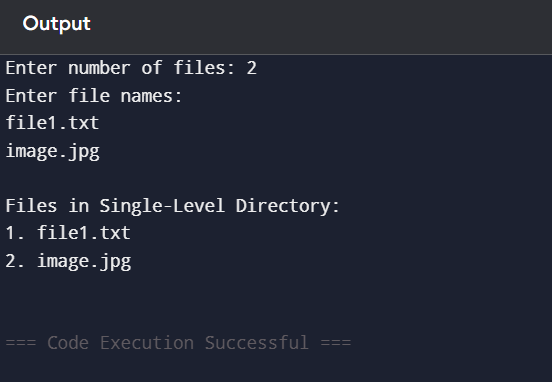 Output
Enter number of files: 2
Enter file names:
file1.txt
image.jpg
Files in Single-Level Directory:
1. file1.txt
2. image.jpg
=== Code Execution Successful ===